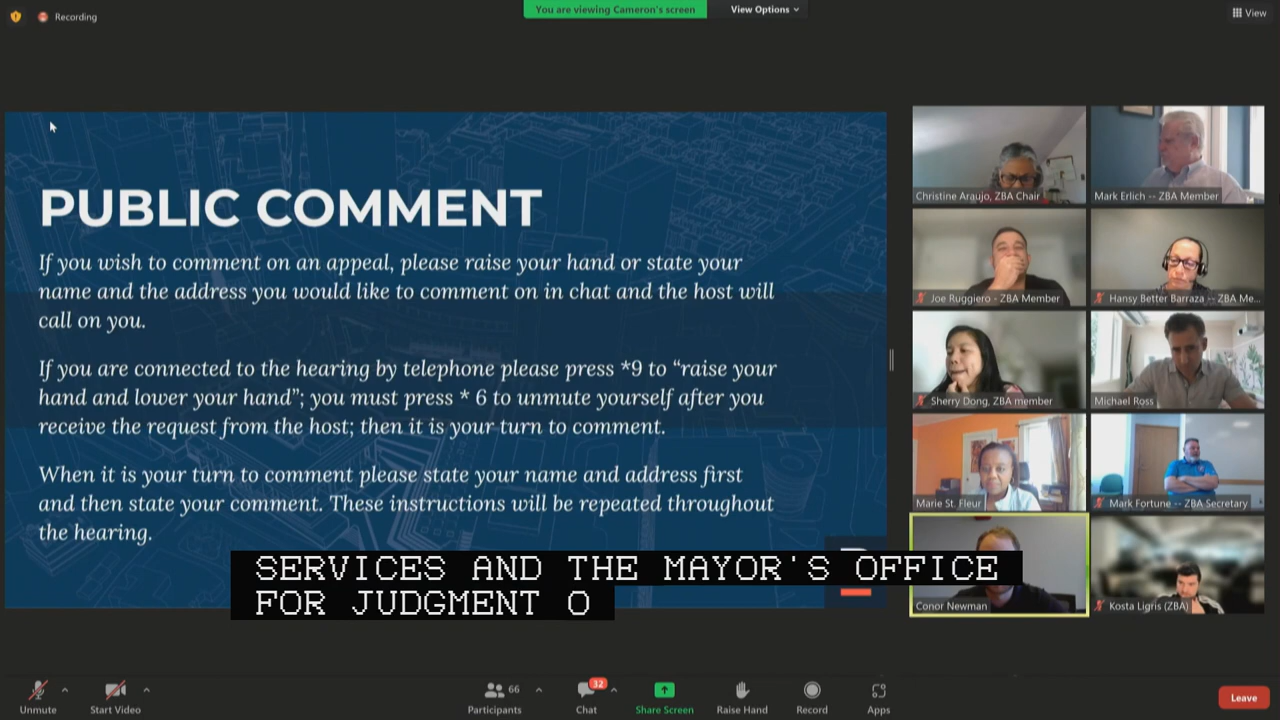 Recording
You are viewing Cameron's screen
View Options
View
PUBLIC COMMENT
If you wish to comment on an appeal, please raise your hand or state your
name and the address you would like to comment on in chat and the host will
call on you.
If you are connected to the hearing by telephone please press *9 to “raise your
hand and lower your hand”; you must press * 6 to unmute yourself after you
receive the request from the host; then it is your turn to comment.
When it is your turn to comment please state your name and address first
and then state your comment. These instructions will be repeated throughout
the hearing.
SERVICES AND THE MAYOR'S OFFICE
FOR JUDGMENT O
Christine Araujo, ZBA Chair
Mark Erlich -- ZBA Member
Joe Ruggiero - ZBA Member
Hansy Better Barraza -- ZBA Me...
Sherry Dong, ZBA member
Michael Ross
Marie St. Fleur
Mark Fortune -- ZBA Secretary
Conor Newman
Kosta Ligris (ZBA)
Unmute
Start Video
66
Participants
32
Chat
Share Screen
Raise Hand
Record
Apps
Leave